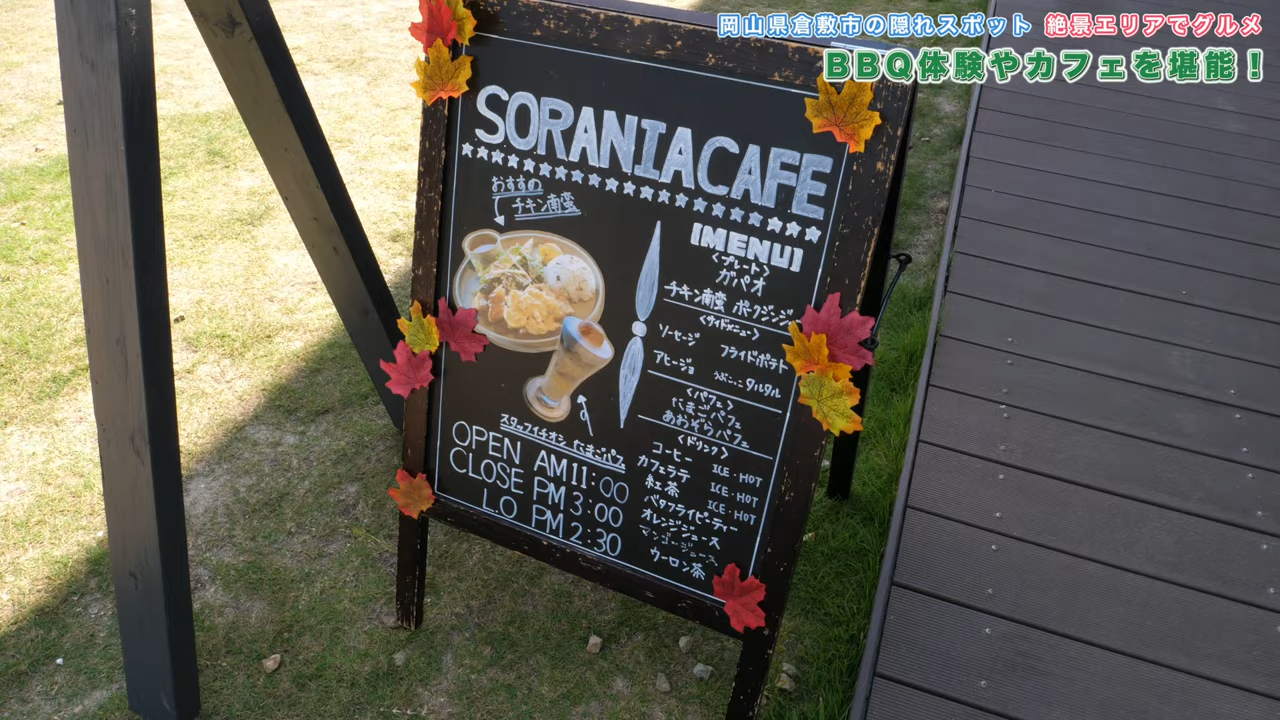 岡山県倉敷市の隠れスポット 絶景エリアでグルメ
BBQ体験やカフェを堪能！
SORANIA CAFE
おすすめ
チキン南蛮
[MENU]
〈プレート〉
ガパオ
チキン南蛮 ポークジンジャー
〈サイドメニュー〉
ソーセージ フライドポテト
アヒージョ うぷこっこタルタル
〈パフェ〉
たまごパフェ
あおぞらパフェ
〈ドリンク〉
コーヒー ICE・HOT
カフェラテ ICE・HOT
紅茶 ICE・HOT
バタフライピーティー
オレンジジュース
マンゴージュース
ウーロン茶
スタッフイチオシ たまごパフェ
OPEN AM11:00
CLOSE PM3:00
L.O PM2:30